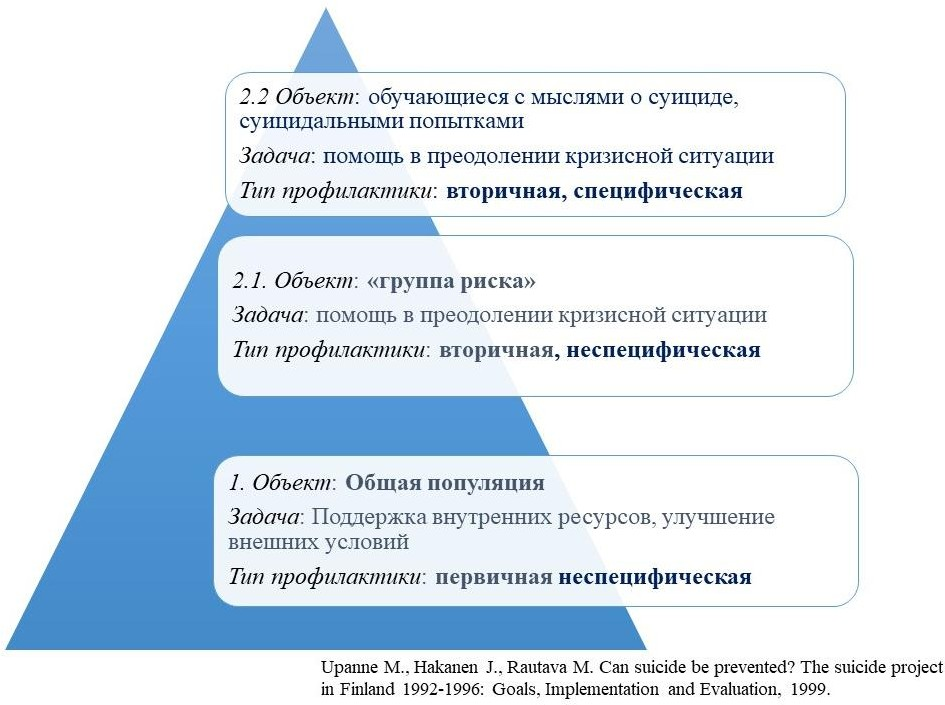 2.2 Объект: обучающиеся с мыслями о суициде,
суицидальными попытками
Задача: помощь в преодолении кризисной ситуации
Тип профилактики: вторичная, специфическая
2.1. Объект: «группа риска»
Задача: помощь в преодолении кризисной ситуации
Тип профилактики: вторичная, неспецифическая
1. Объект: Общая популяция
Задача: Поддержка внутренних ресурсов, улучшение
внешних условий
Тип профилактики: первичная неспецифическая
Upanne M., Hakanen J., Rautava M. Can suicide be prevented? The suicide project
in Finland 1992-1996: Goals, Implementation and Evaluation, 1999.